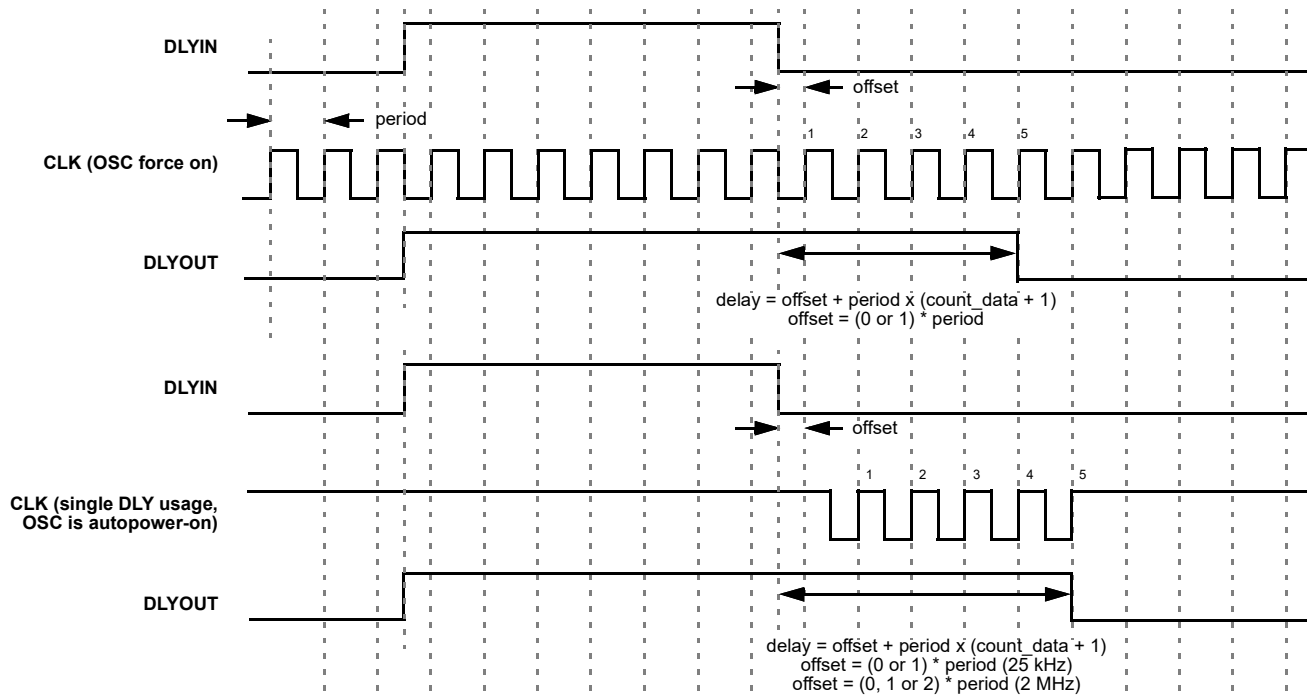 DLYIN
offset
period
1 2 3 4 5
CLK (OSC force on)
DLYOUT
delay = offset + period x (count_data + 1)
offset = (0 or 1) * period
DLYIN
offset
1 2 3 4 5
CLK (single DLY usage,
OSC is autopower-on)
DLYOUT
delay = offset + period x (count_data + 1)
offset = (0 or 1) * period (25 kHz)
offset = (0, 1 or 2) * period (2 MHz)